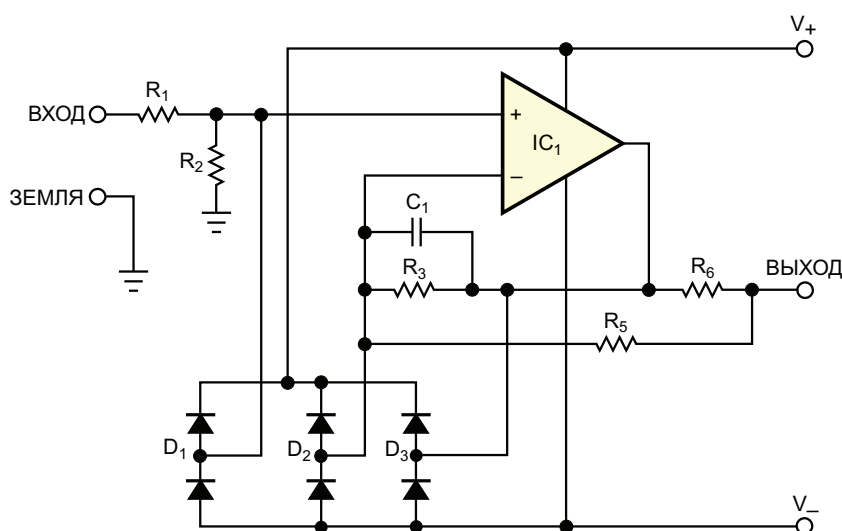 V+
R1
ВХОД
+
IC1
R2
–
ЗЕМЛЯ
C1
R3
R6
ВЫХОД
R5
D1
D2
D3
V–